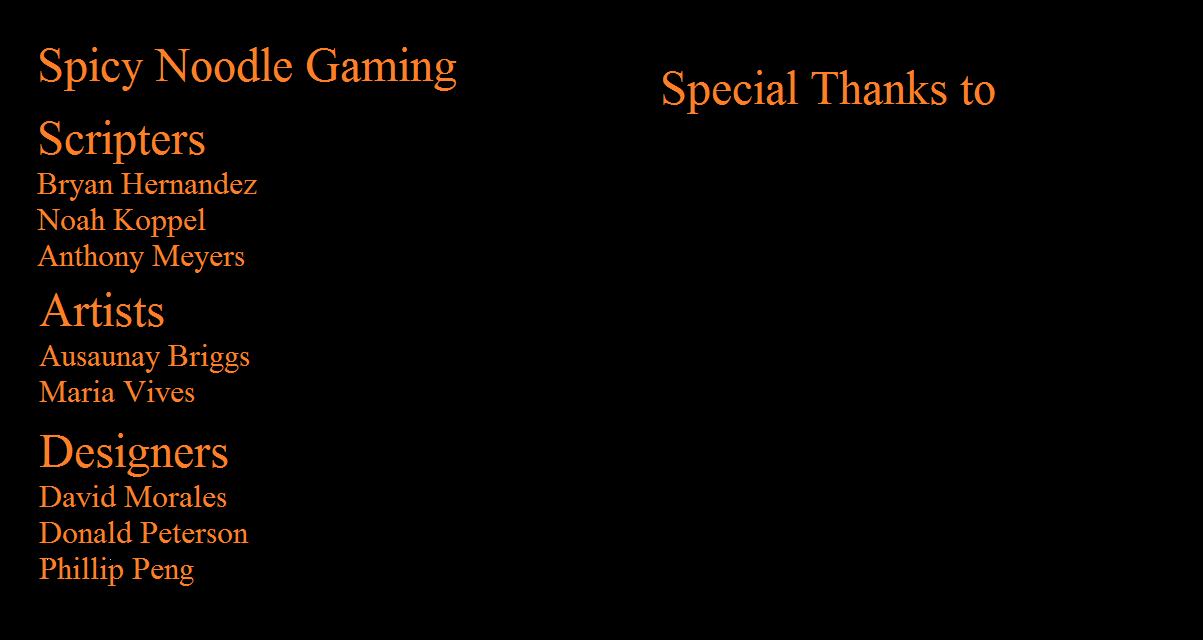 Spicy Noodle Gaming
Scripters
Bryan Hernandez
Noah Koppel
Anthony Meyers
Artists
Ausaunay Briggs
Maria Vives
Designers
David Morales
Donald Peterson
Phillip Peng
Special Thanks to